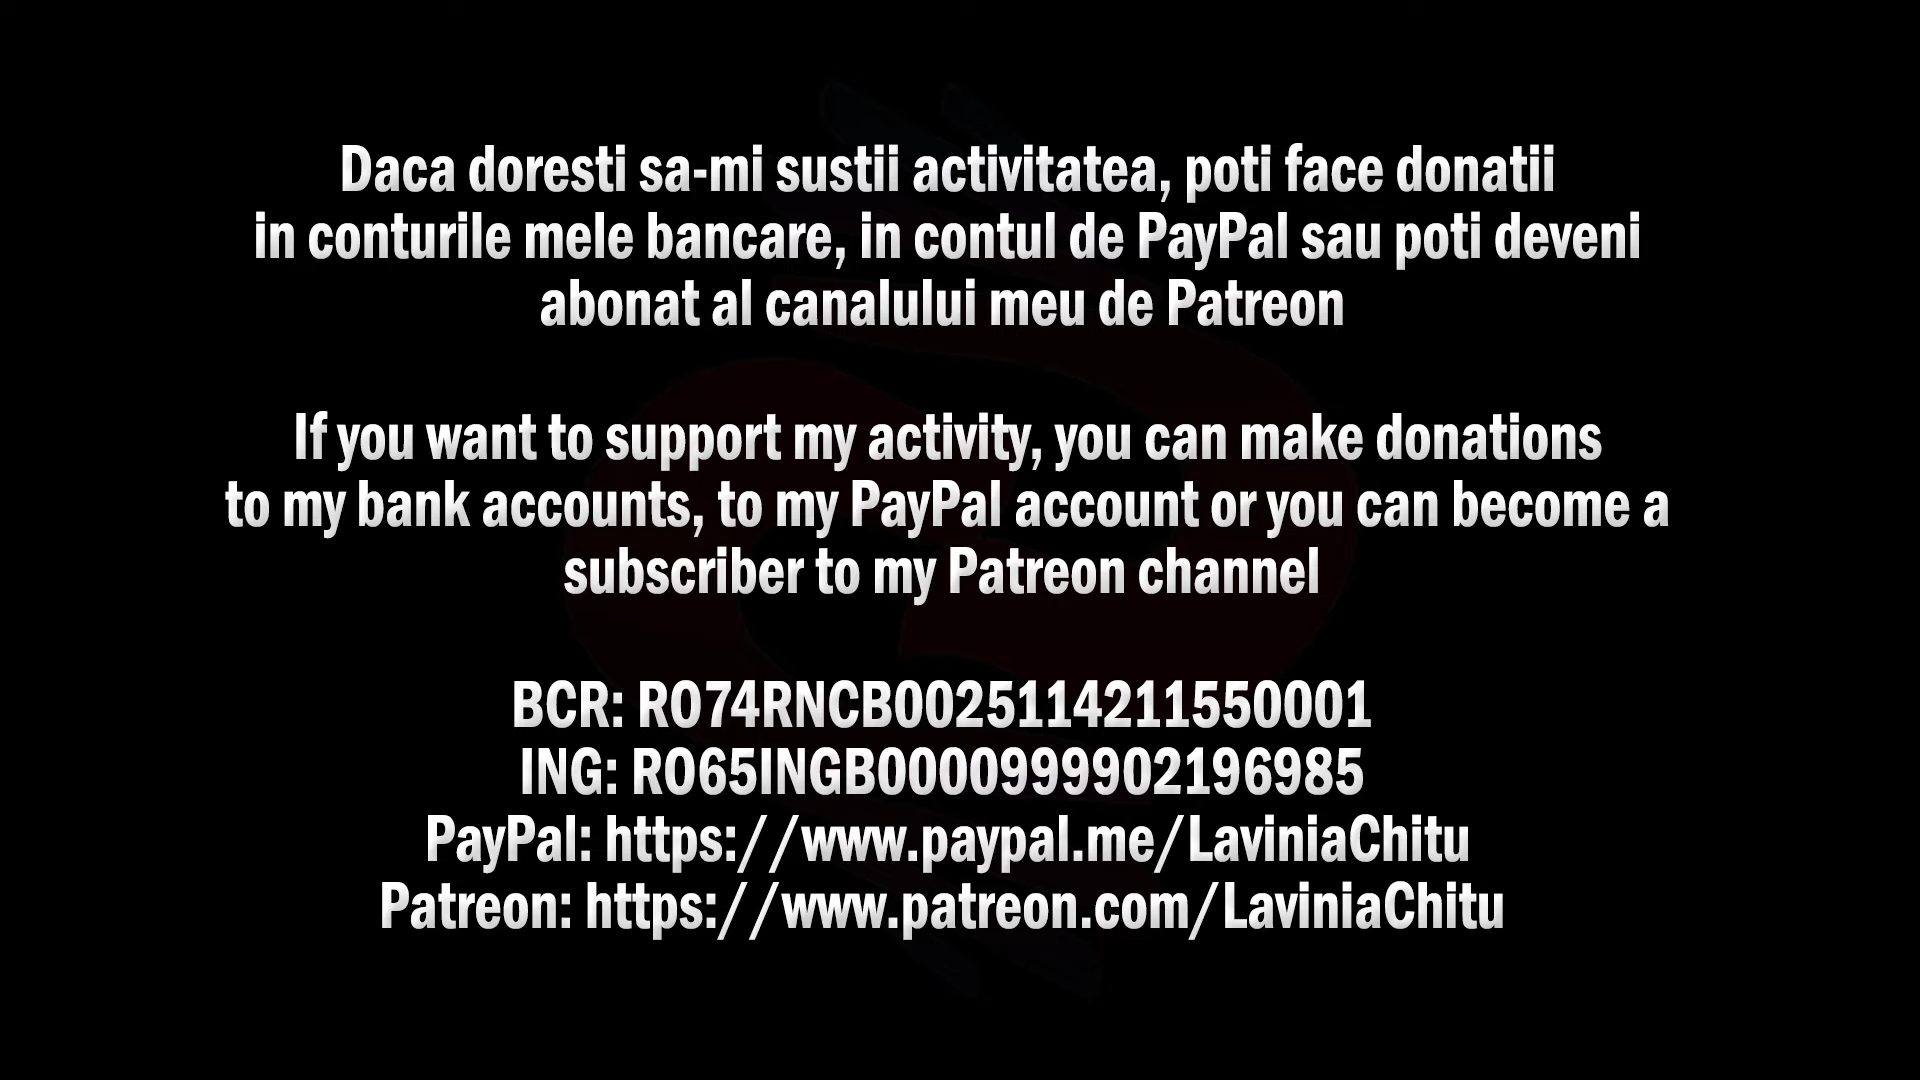 Daca doresti sa-mi sustii activitatea, poti face donatii
in conturile mele bancare, in contul de PayPal sau poti deveni
abonat al canalului meu de Patreon
If you want to support my activity, you can make donations
to my bank accounts, to my PayPal account or you can become a
subscriber to my Patreon channel
BCR: RO74RNCB0025114211550001
ING: RO65INGB0000999902196985
PayPal: https://www.paypal.me/LaviniaChitu
Patreon: https://www.patreon.com/LaviniaChitu